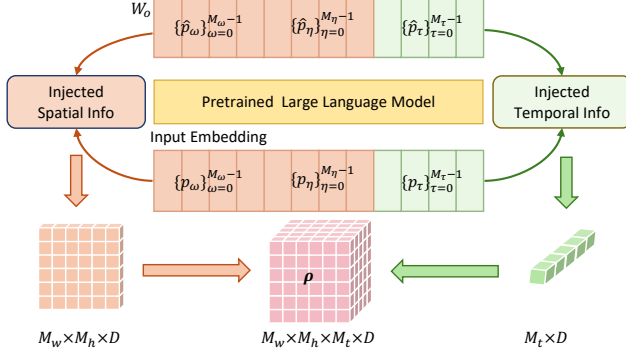 W_o
{p̂_ω}_{ω=0}^{M_ω−1} {p̂_η}_{η=0}^{M_η−1} {p̂_τ}_{τ=0}^{M_τ−1}
Injected
Spatial Info
Pretrained Large Language Model
Injected
Temporal Info
Input Embedding
{p_ω}_{ω=0}^{M_ω−1} {p_η}_{η=0}^{M_η−1} {p_τ}_{τ=0}^{M_τ−1}
ρ
M_w×M_h×D
M_w×M_h×M_t×D
M_t×D